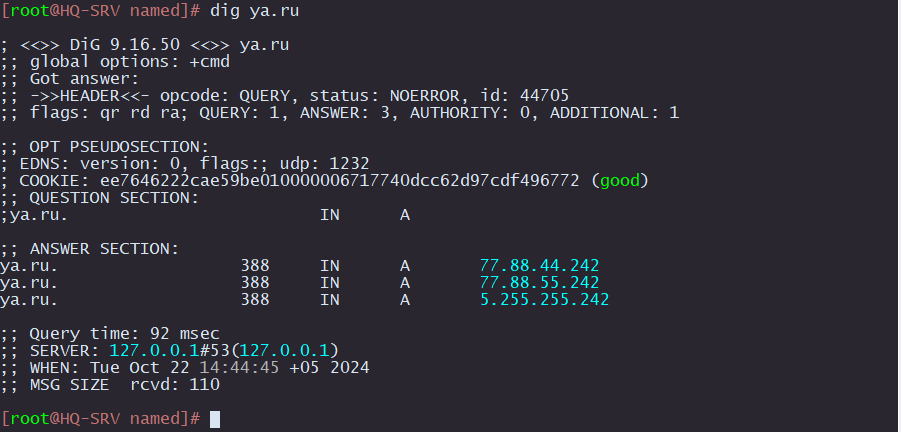 [root@HQ-SRV named]# dig ya.ru
; <<>> DiG 9.16.50 <<>> ya.ru
;; global options: +cmd
;; Got answer:
;; ->>HEADER<<- opcode: QUERY, status: NOERROR, id: 44705
;; flags: qr rd ra; QUERY: 1, ANSWER: 3, AUTHORITY: 0, ADDITIONAL: 1
;; OPT PSEUDOSECTION:
; EDNS: version: 0, flags:; udp: 1232
; COOKIE: ee7646222cae59be010000006717740dcc62d97cdf496772 (good)
;; QUESTION SECTION:
;ya.ru. IN A
;; ANSWER SECTION:
ya.ru. 388 IN A 77.88.44.242
ya.ru. 388 IN A 77.88.55.242
ya.ru. 388 IN A 5.255.255.242
;; Query time: 92 msec
;; SERVER: 127.0.0.1#53(127.0.0.1)
;; WHEN: Tue Oct 22 14:44:45 +05 2024
;; MSG SIZE rcvd: 110
[root@HQ-SRV named]#